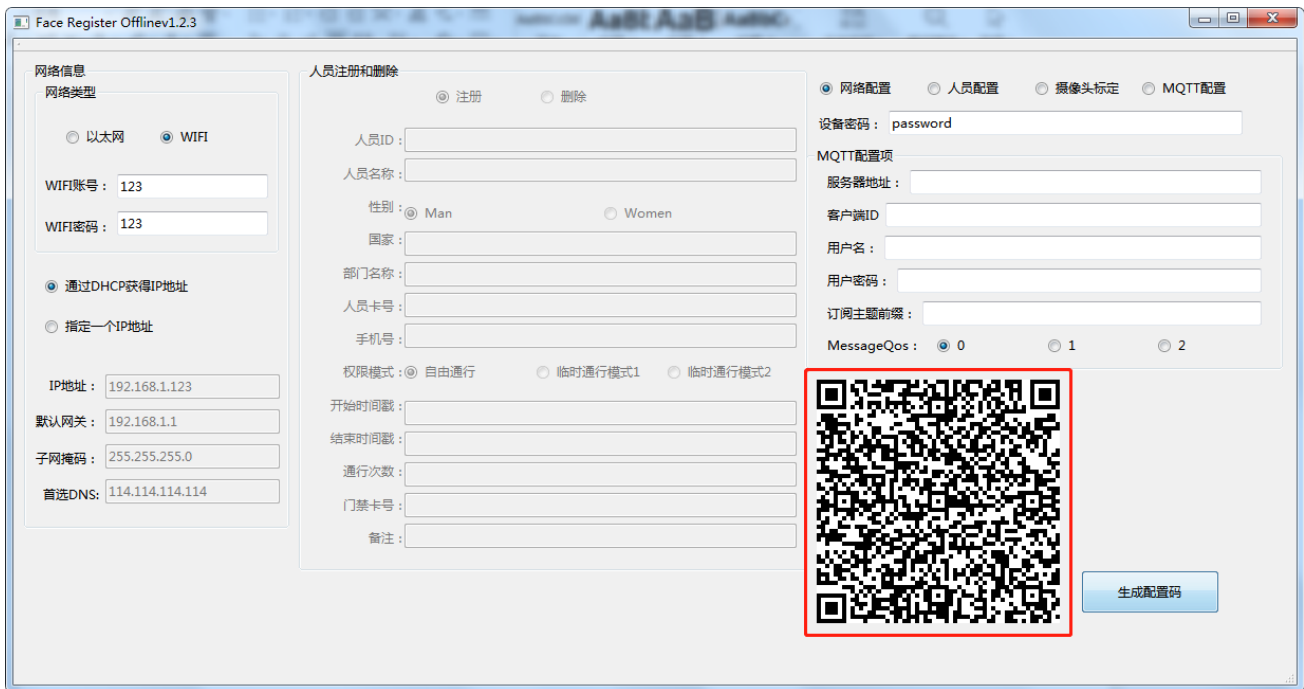 Face Register Offlinev1.2.3
网络信息
网络类型
以太网 WIFI
WIFI账号： 123
WIFI密码： 123
通过DHCP获得IP地址
指定一个IP地址
IP地址： 192.168.1.123
默认网关： 192.168.1.1
子网掩码： 255.255.255.0
首选DNS: 114.114.114.114
人员注册和删除
注册 删除
人员ID：
人员名称：
性别： Man Women
国家：
部门名称：
人员卡号：
手机号：
权限模式： 自由通行 临时通行模式1 临时通行模式2
开始时间戳：
结束时间戳：
通行次数：
门禁卡号：
备注：
网络配置 人员配置 摄像头标定 MQTT配置
设备密码： password
MQTT配置项
服务器地址：
客户端ID
用户名：
用户密码：
订阅主题前缀：
MessageQos： 0 1 2
生成配置码